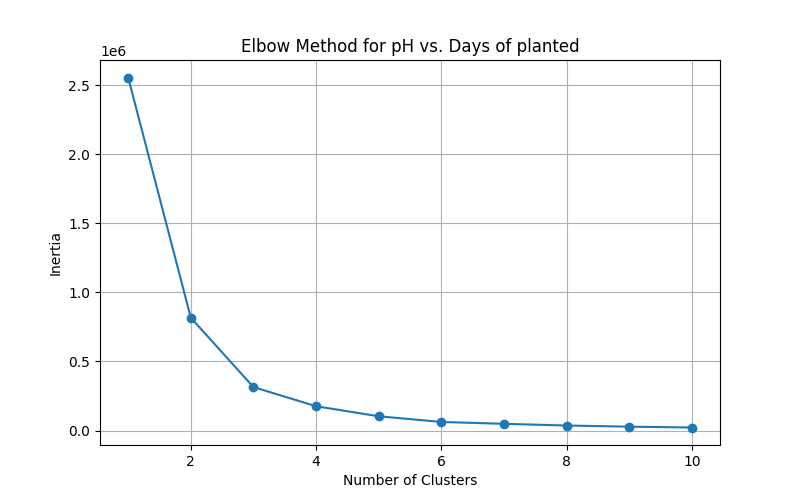 Elbow Method for pH vs. Days of planted
1e6
2.5
2.0
1.5
1.0
0.5
0.0
Inertia
2 4 6 8 10
Number of Clusters